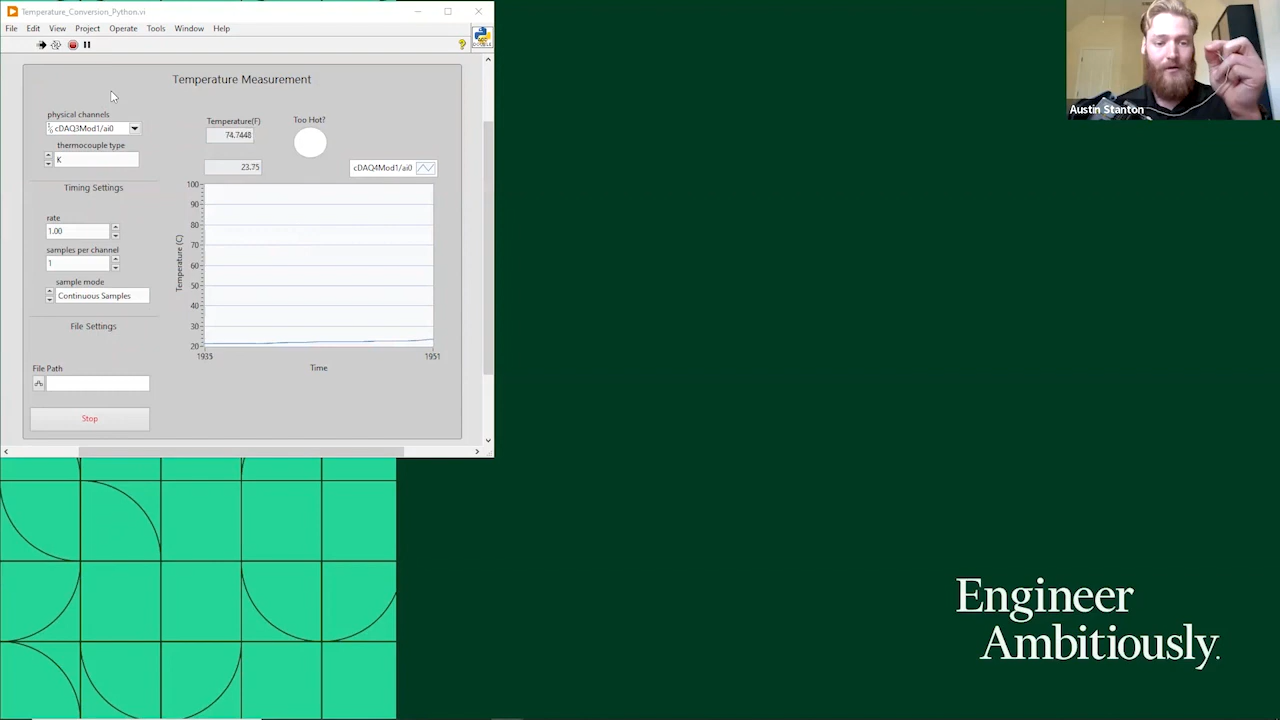 Temperature_Conversion_Python.vi
File Edit View Project Operate Tools Window Help
Temperature Measurement
physical channels
cDAQ3Mod1/ai0
thermocouple type
K
Timing Settings
rate
1.00
samples per channel
1
sample mode
Continuous Samples
File Settings
File Path
Stop
Temperature(F)
74.7448
Too Hot?
23.75
cDAQ4Mod1/ai0
Temperature (C)
100
90
80
70
60
50
40
30
20
1935
1951
Time
Austin Stanton
Engineer
Ambitiously.